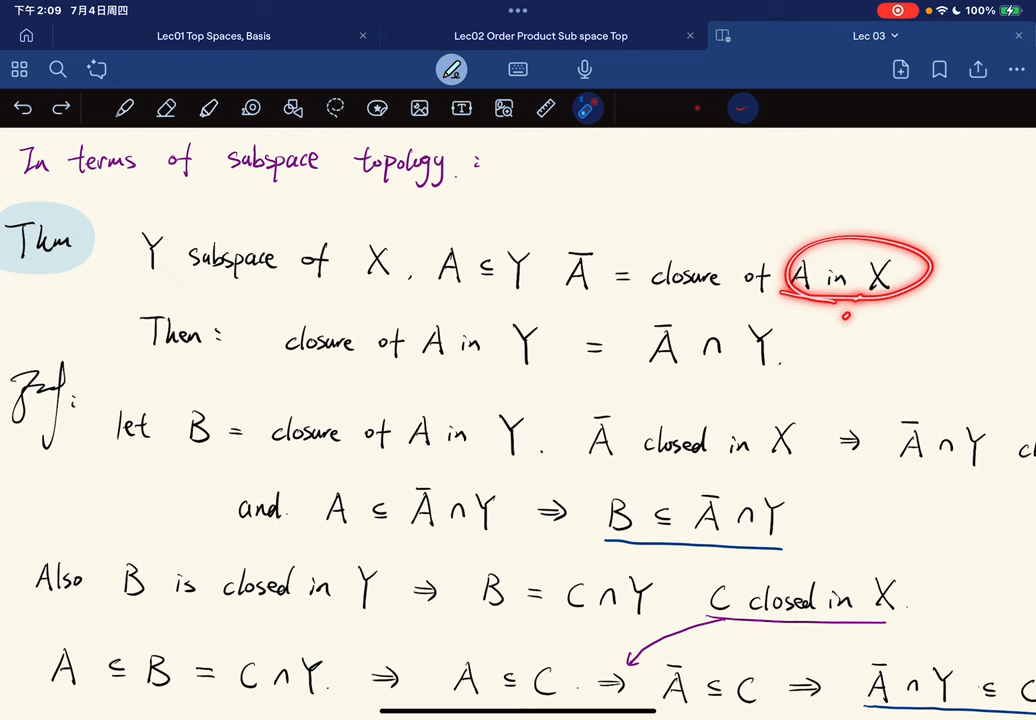 下午2:09 7月4日周四
100%
Lec01 Top Spaces, Basis
Lec02 Order Product Sub space Top
Lec 03
In terms of subspace topology :
Thm Y subspace of X, A ⊆ Y Ā = closure of A in X
Then : closure of A in Y = Ā ∩ Y.
let B = closure of A in Y. Ā closed in X ⇒ Ā ∩ Y
and. A ⊆ Ā ∩ Y ⇒ B ⊆ Ā ∩ Y
Also B is closed in Y ⇒ B = C ∩ Y C closed in X.
A ⊆ B = C ∩ Y. ⇒ A ⊆ C. ⇒ Ā ⊆ C ⇒ Ā ∩ Y ⊆ C